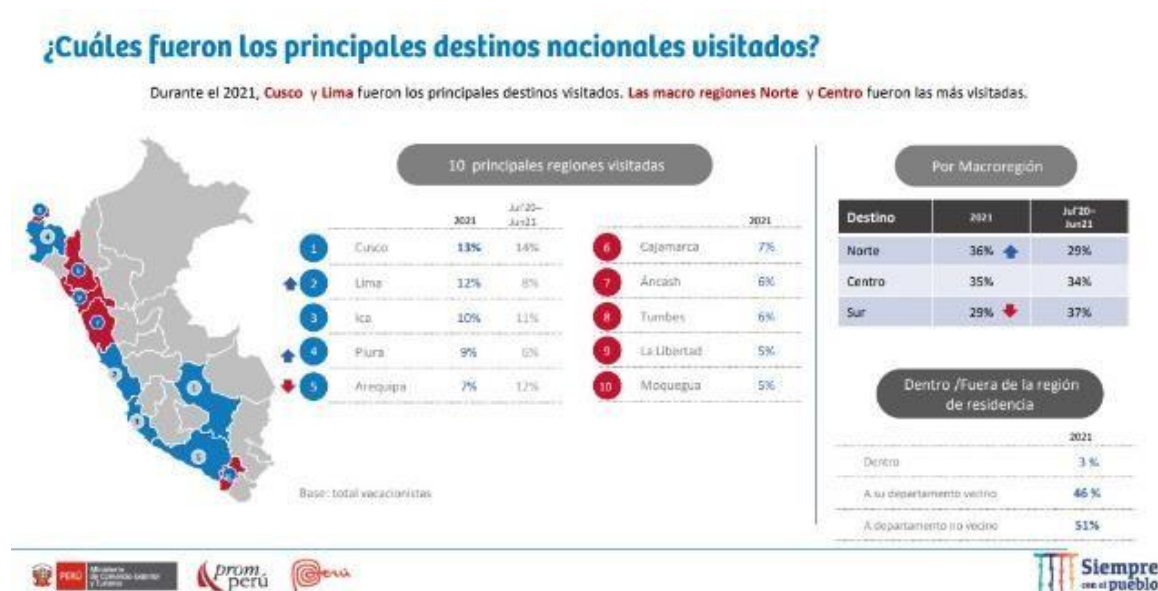 ¿Cuáles fueron los principales destinos nacionales visitados?
Durante el 2021, Cusco y Lima fueron los principales destinos visitados. Las macro regiones Norte y Centro fueron las más visitadas.
10 principales regiones visitadas
2021 Jul'20–Jun21
1 Cusco 13% 14%
2 Lima 12% 8%
3 Ica 10% 11%
4 Piura 9% 6%
5 Arequipa 7% 12%
2021
6 Cajamarca 7%
7 Áncash 6%
8 Tumbes 6%
9 La Libertad 5%
10 Moquegua 5%
Base: total vacacionistas
Por Macroregión
Destino 2021 Jul'20–Jun21
Norte 36% 29%
Centro 35% 34%
Sur 29% 37%
Dentro /Fuera de la región
de residencia
2021
Dentro 3 %
A su departamento vecino 46 %
A departamento no vecino 51%
PERÚ
Ministerio
de Comercio Exterior
y Turismo
prom
perú
Perú
Siempre
con el pueblo